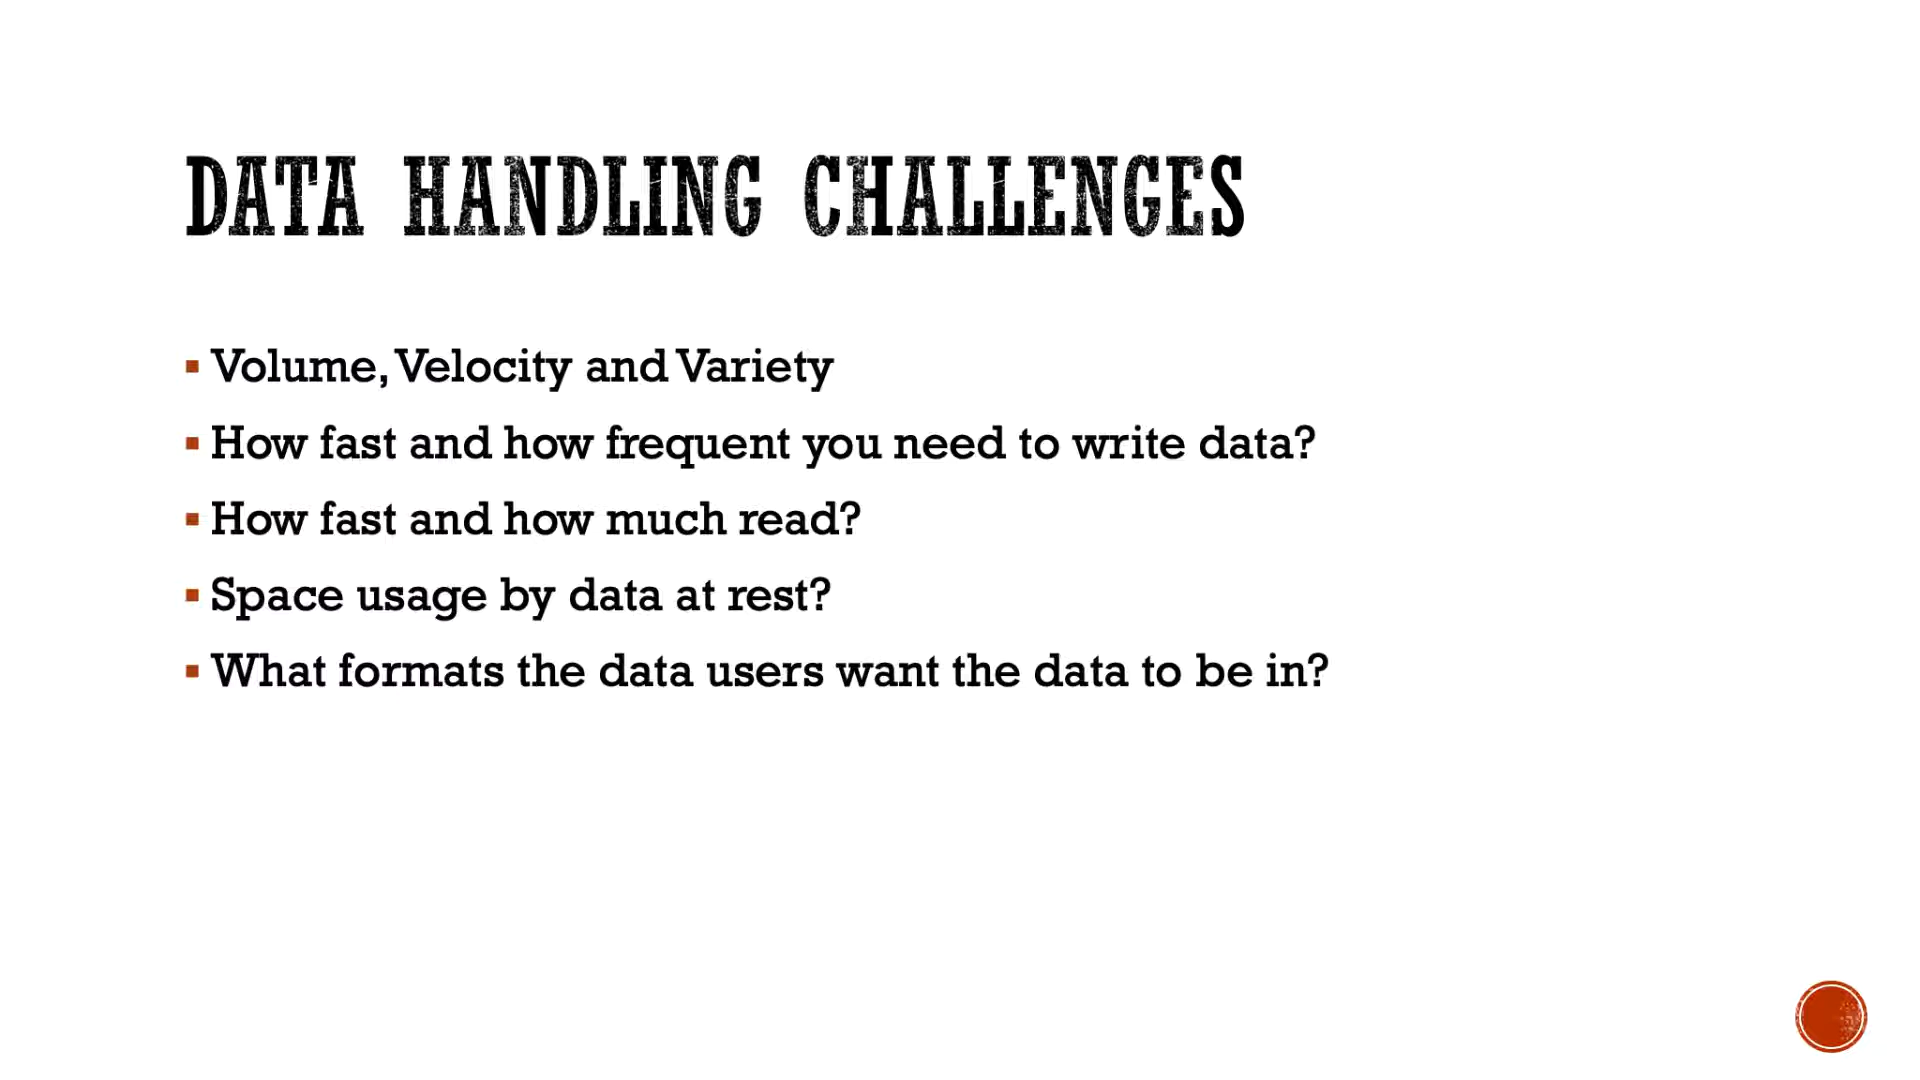 DATA HANDLING CHALLENGES
▪ Volume, Velocity and Variety
▪ How fast and how frequent you need to write data?
▪ How fast and how much read?
▪ Space usage by data at rest?
▪ What formats the data users want the data to be in?